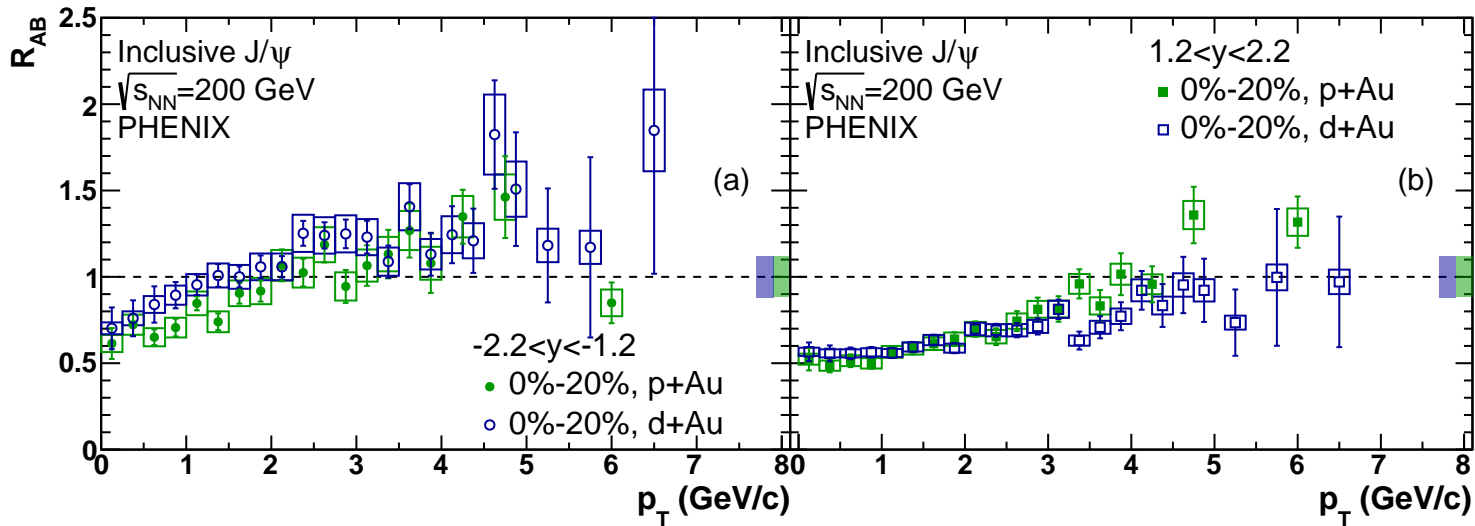 R_AB
2.5
2
1.5
1
0.5
0
Inclusive J/ψ
√s_NN=200 GeV
PHENIX
(a)
-2.2<y<-1.2
0%-20%, p+Au
0%-20%, d+Au
0 1 2 3 4 5 6 7 8
p_T (GeV/c)
Inclusive J/ψ
√s_NN=200 GeV
PHENIX
1.2<y<2.2
0%-20%, p+Au
0%-20%, d+Au
(b)
0 1 2 3 4 5 6 7 8
p_T (GeV/c)